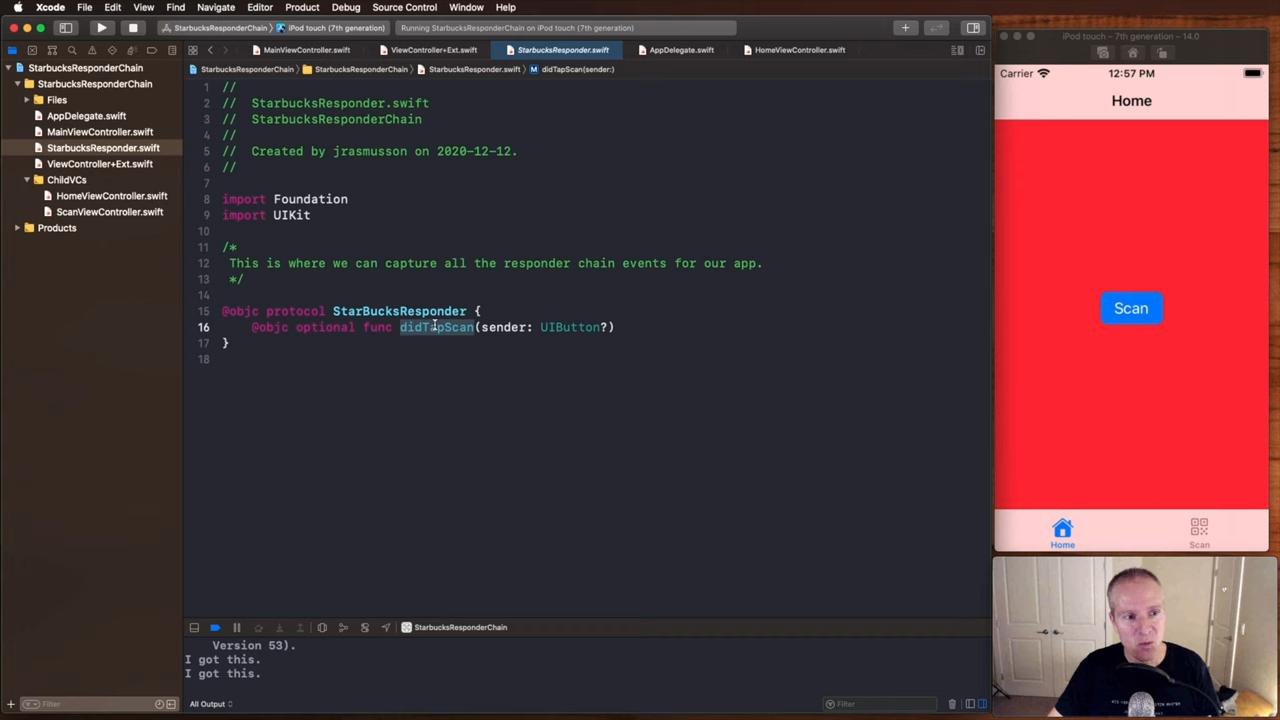 Xcode File Edit View Find Navigate Editor Product Debug Source Control Window Help
StarbucksResponderChain iPod touch (7th generation) Running StarbucksResponderChain on iPod touch (7th generation)
iPod touch – 7th generation – 14.0
MainViewController.swift ViewController+Ext.swift StarbucksResponder.swift AppDelegate.swift HomeViewController.swift
StarbucksResponderChain StarbucksResponderChain StarbucksResponder.swift M didTapScan(sender:)
StarbucksResponderChain
StarbucksResponderChain
Files
AppDelegate.swift
MainViewController.swift
StarbucksResponder.swift
ViewController+Ext.swift
ChildVCs
HomeViewController.swift
ScanViewController.swift
Products
1 //
2 // StarbucksResponder.swift
3 // StarbucksResponderChain
4 //
5 // Created by jrasmusson on 2020-12-12.
6 //
7
8 import Foundation
9 import UIKit
10
11 /*
12 This is where we can capture all the responder chain events for our app.
13 */
14
15 @objc protocol StarBucksResponder {
16 @objc optional func didTapScan(sender: UIButton?)
17 }
18
Carrier 12:57 PM
Home
Scan
Home Scan
StarbucksResponderChain
Version 53).
I got this.
I got this.
Filter All Output Filter